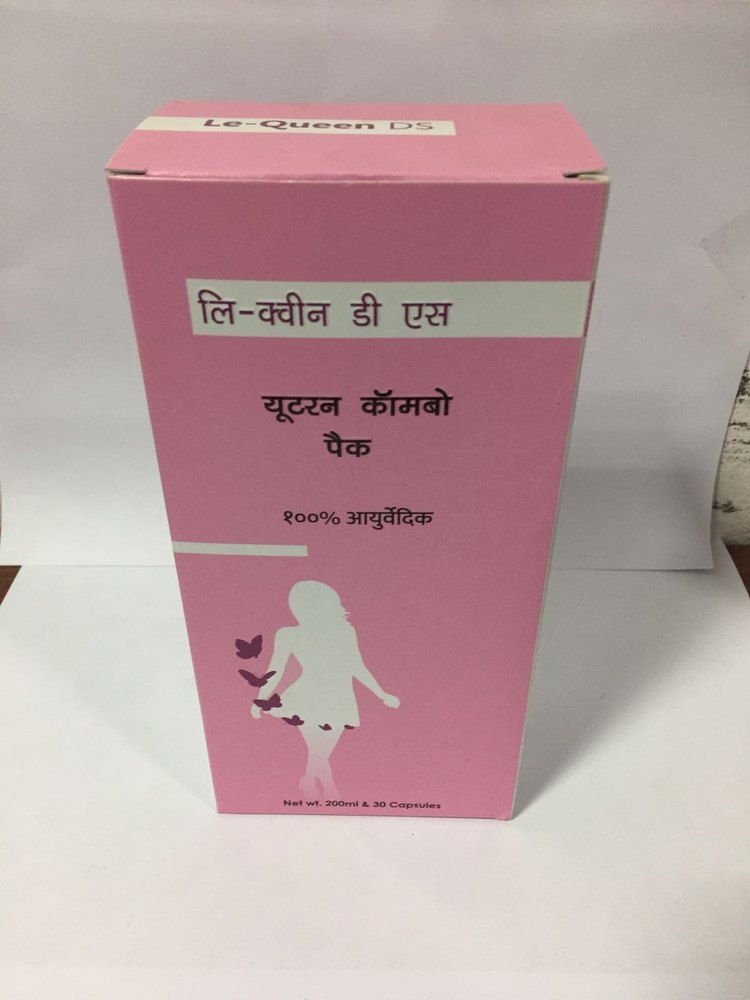 Le-Queen DS
लि-क्वीन डी एस
यूटरन कॅामबो
पैक
१००% आयुर्वेदिक
Net wt. 200ml & 30 Capsules